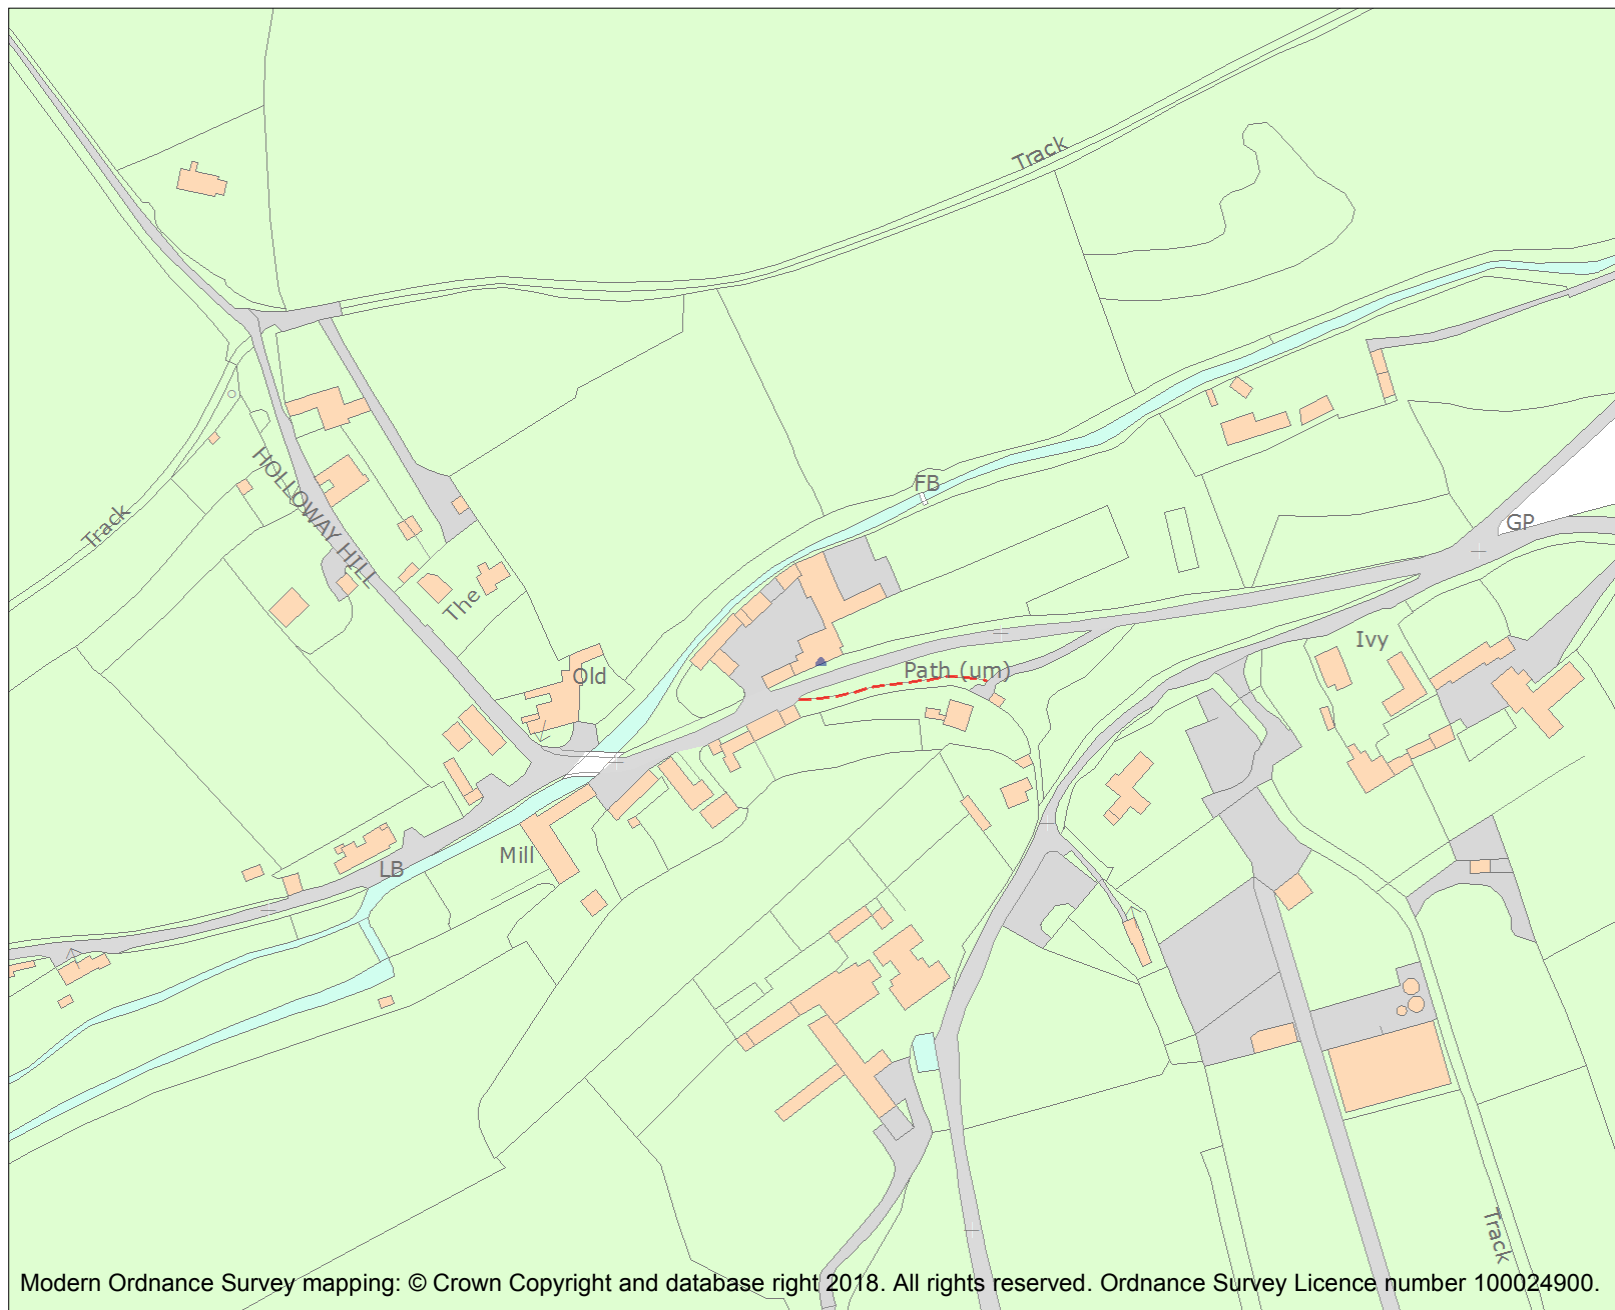 Track
FB
HOLLOWAY HILL
Track
GP
The
Ivy
Old
Path (um)
Mill
LB
Track
Modern Ordnance Survey mapping: © Crown Copyright and database right 2018. All rights reserved. Ordnance Survey Licence number 100024900.